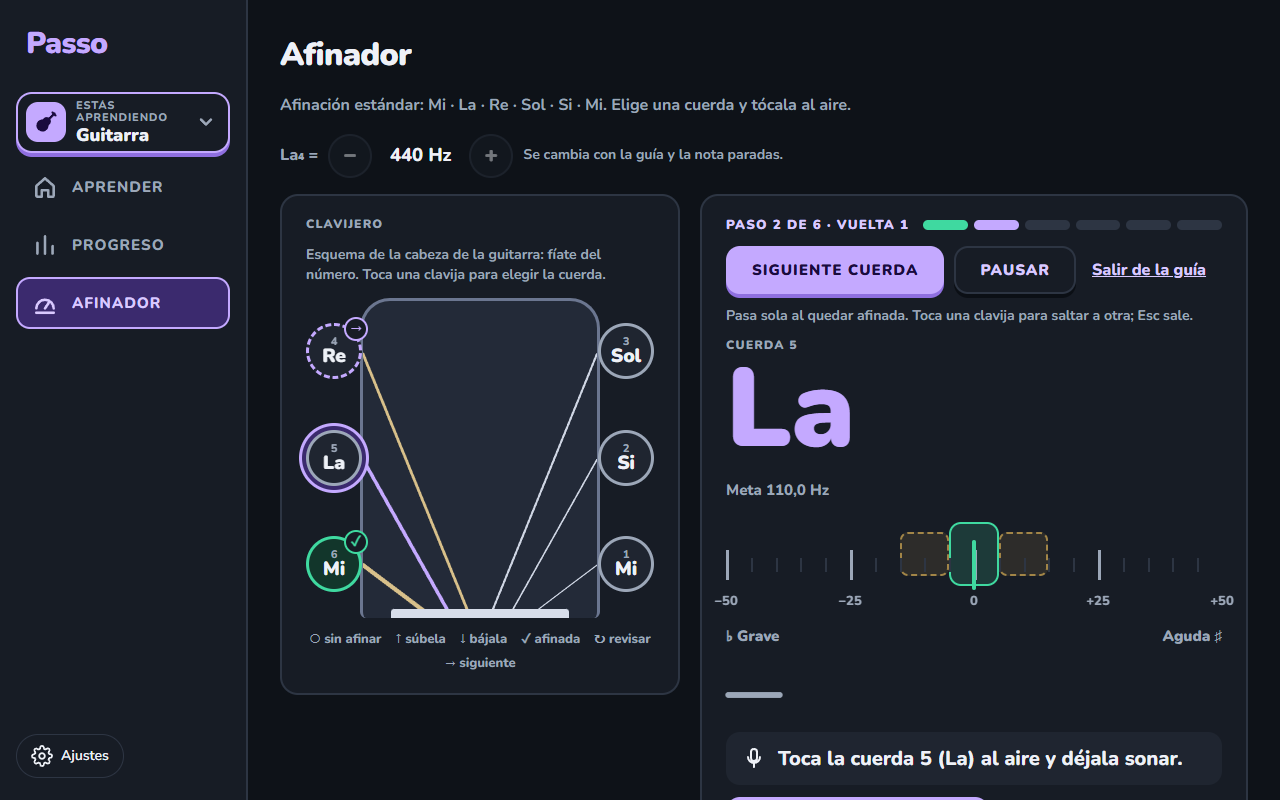 Passo
ESTÁS
APRENDIENDO
Guitarra
APRENDER
PROGRESO
AFINADOR
Ajustes
Afinador
Afinación estándar: Mi · La · Re · Sol · Si · Mi. Elige una cuerda y tócala al aire.
La₄ = − 440 Hz + Se cambia con la guía y la nota paradas.
CLAVIJERO
Esquema de la cabeza de la guitarra: fíate del
número. Toca una clavija para elegir la cuerda.
→
4
Re
3
Sol
5
La
2
Si
✓
6
Mi
1
Mi
○ sin afinar ↑ súbela ↓ bájala ✓ afinada ↻ revisar
→ siguiente
PASO 2 DE 6 · VUELTA 1
SIGUIENTE CUERDA PAUSAR Salir de la guía
Pasa sola al quedar afinada. Toca una clavija para saltar a otra; Esc sale.
CUERDA 5
La
Meta 110,0 Hz
−50 −25 0 +25 +50
♭ Grave Aguda ♯
Toca la cuerda 5 (La) al aire y déjala sonar.